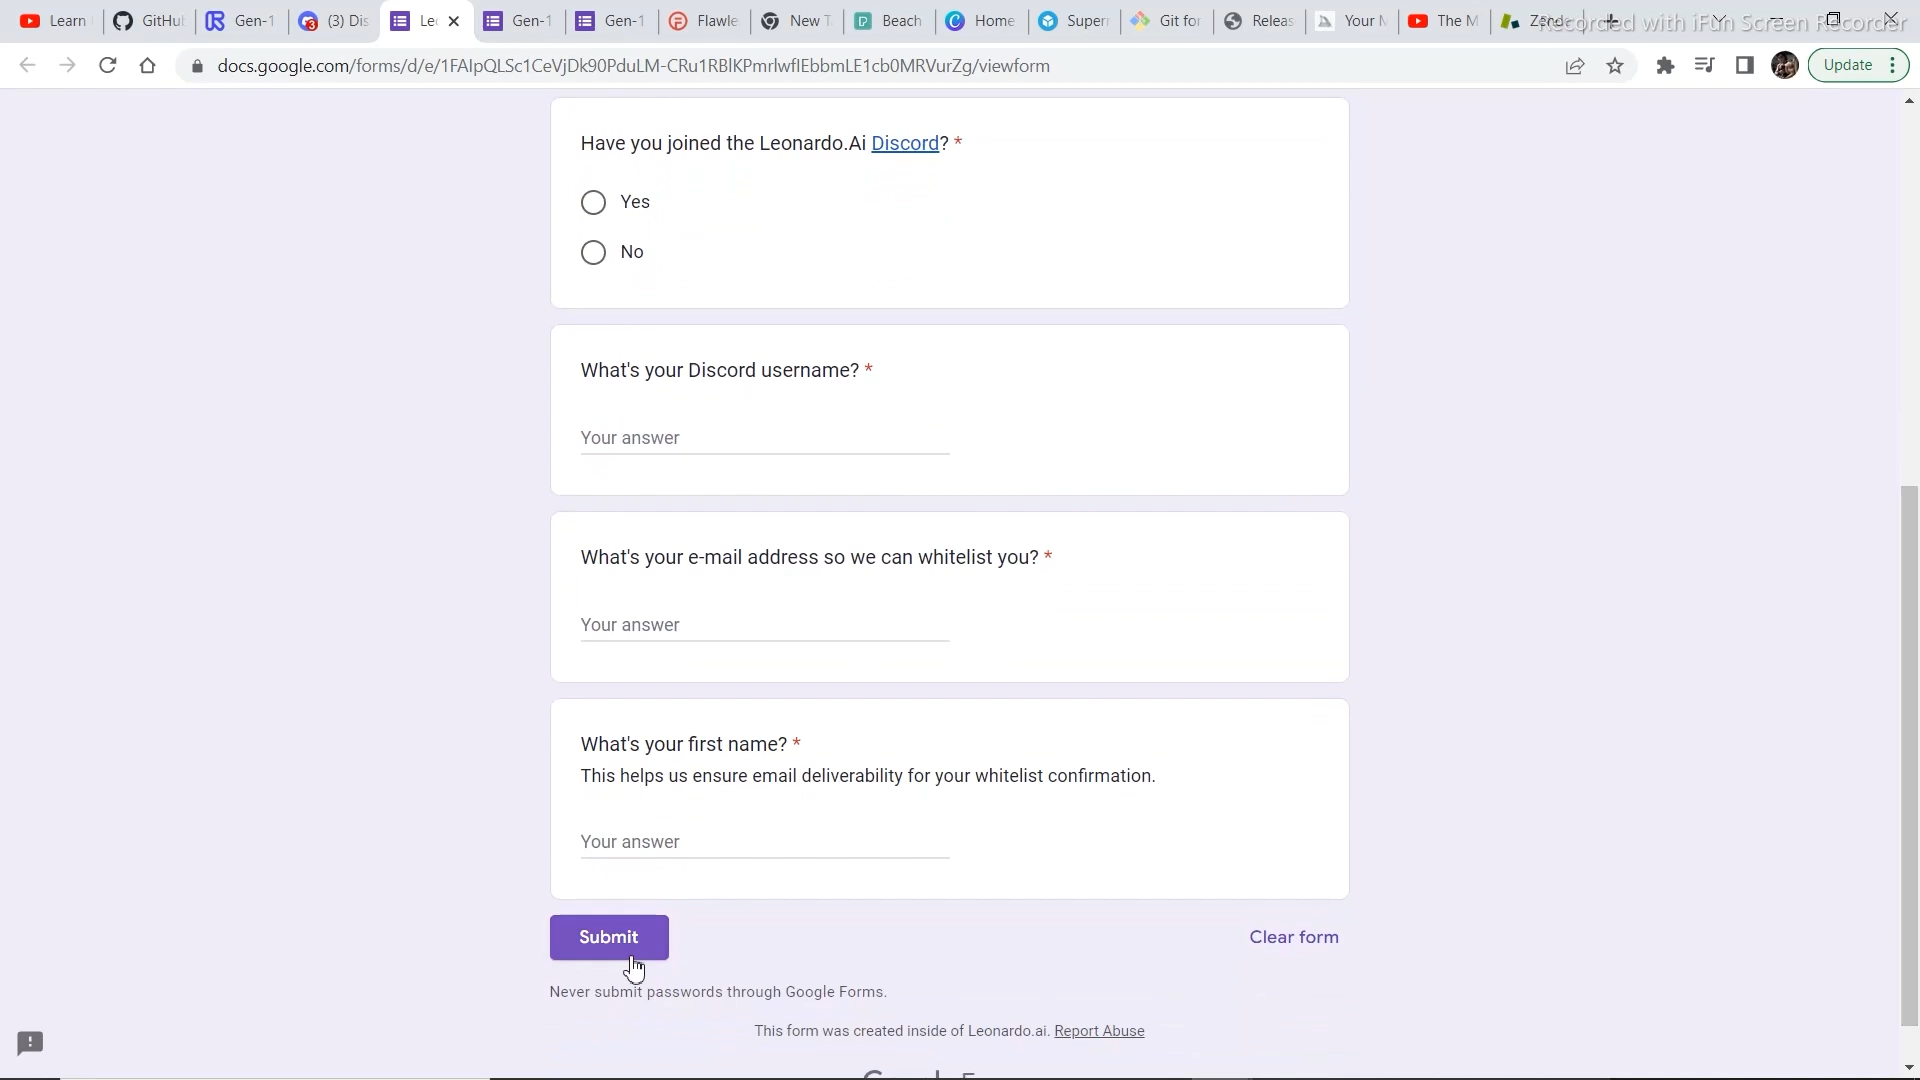 Learn
GitHu
Gen-1
(3) Dis
Le
Gen-1
Gen-1
Flawle
New T
Beach
Home
Super
Git for
Releas
Your M
The M
Recorded with iFun Screen Recorder
docs.google.com/forms/d/e/1FAIpQLSc1CeVjDk90PduLM-CRu1RBlKPmrlwflEbbmLE1cb0MRVurZg/viewform
Update
Have you joined the Leonardo.Ai Discord? *
Yes
No
What's your Discord username? *
Your answer
What's your e-mail address so we can whitelist you? *
Your answer
What's your first name? *
This helps us ensure email deliverability for your whitelist confirmation.
Your answer
Submit
Clear form
Never submit passwords through Google Forms.
This form was created inside of Leonardo.ai. Report Abuse